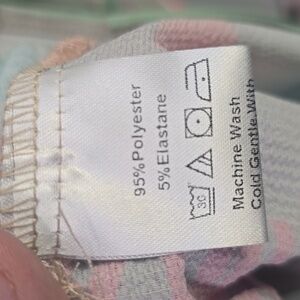 95%Polyester
5%Elastane
30
Machine Wash
Cold Gentle With